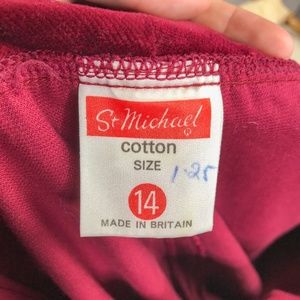 St Michael
®
cotton
SIZE
1.25
14
MADE IN BRITAIN